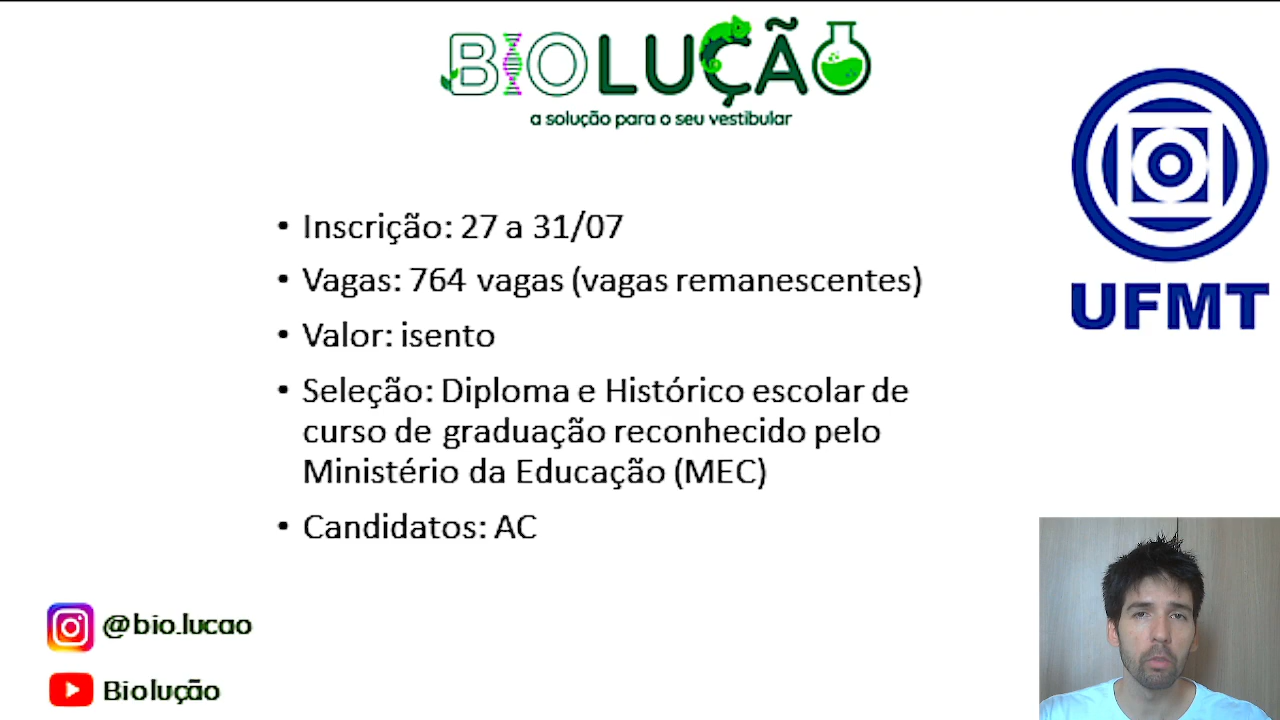 BIOLUÇÃO
a solução para o seu vestibular
UFMT
• Inscrição: 27 a 31/07
• Vagas: 764 vagas (vagas remanescentes)
• Valor: isento
• Seleção: Diploma e Histórico escolar de
curso de graduação reconhecido pelo
Ministério da Educação (MEC)
• Candidatos: AC
@bio.lucao
Biolução